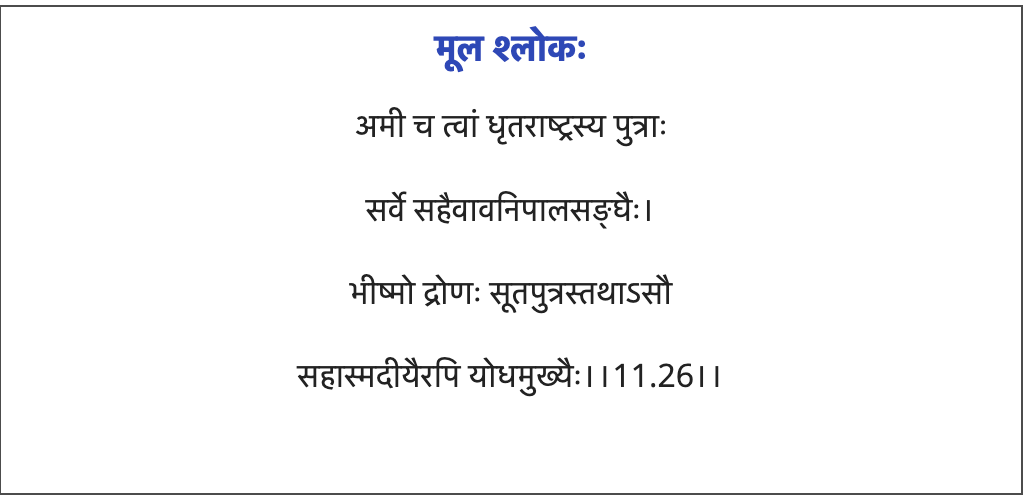 मूल श्लोकः
अमी च त्वां धृतराष्ट्रस्य पुत्राः
सर्वे सहैवावनिपालसङ्घैः।
भीष्मो द्रोणः सूतपुत्रस्तथाऽसौ
सहास्मदीयैरपि योधमुख्यैः।।11.26।।